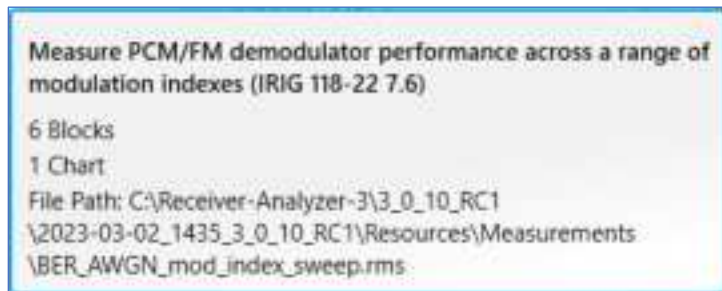 Measure PCM/FM demodulator performance across a range of
modulation indexes (IRIG 118-22 7.6)
6 Blocks
1 Chart
File Path: C:\Receiver-Analyzer-3\3_0_10_RC1
\2023-03-02_1435_3_0_10_RC1\Resources\Measurements
\BER_AWGN_mod_index_sweep.rms